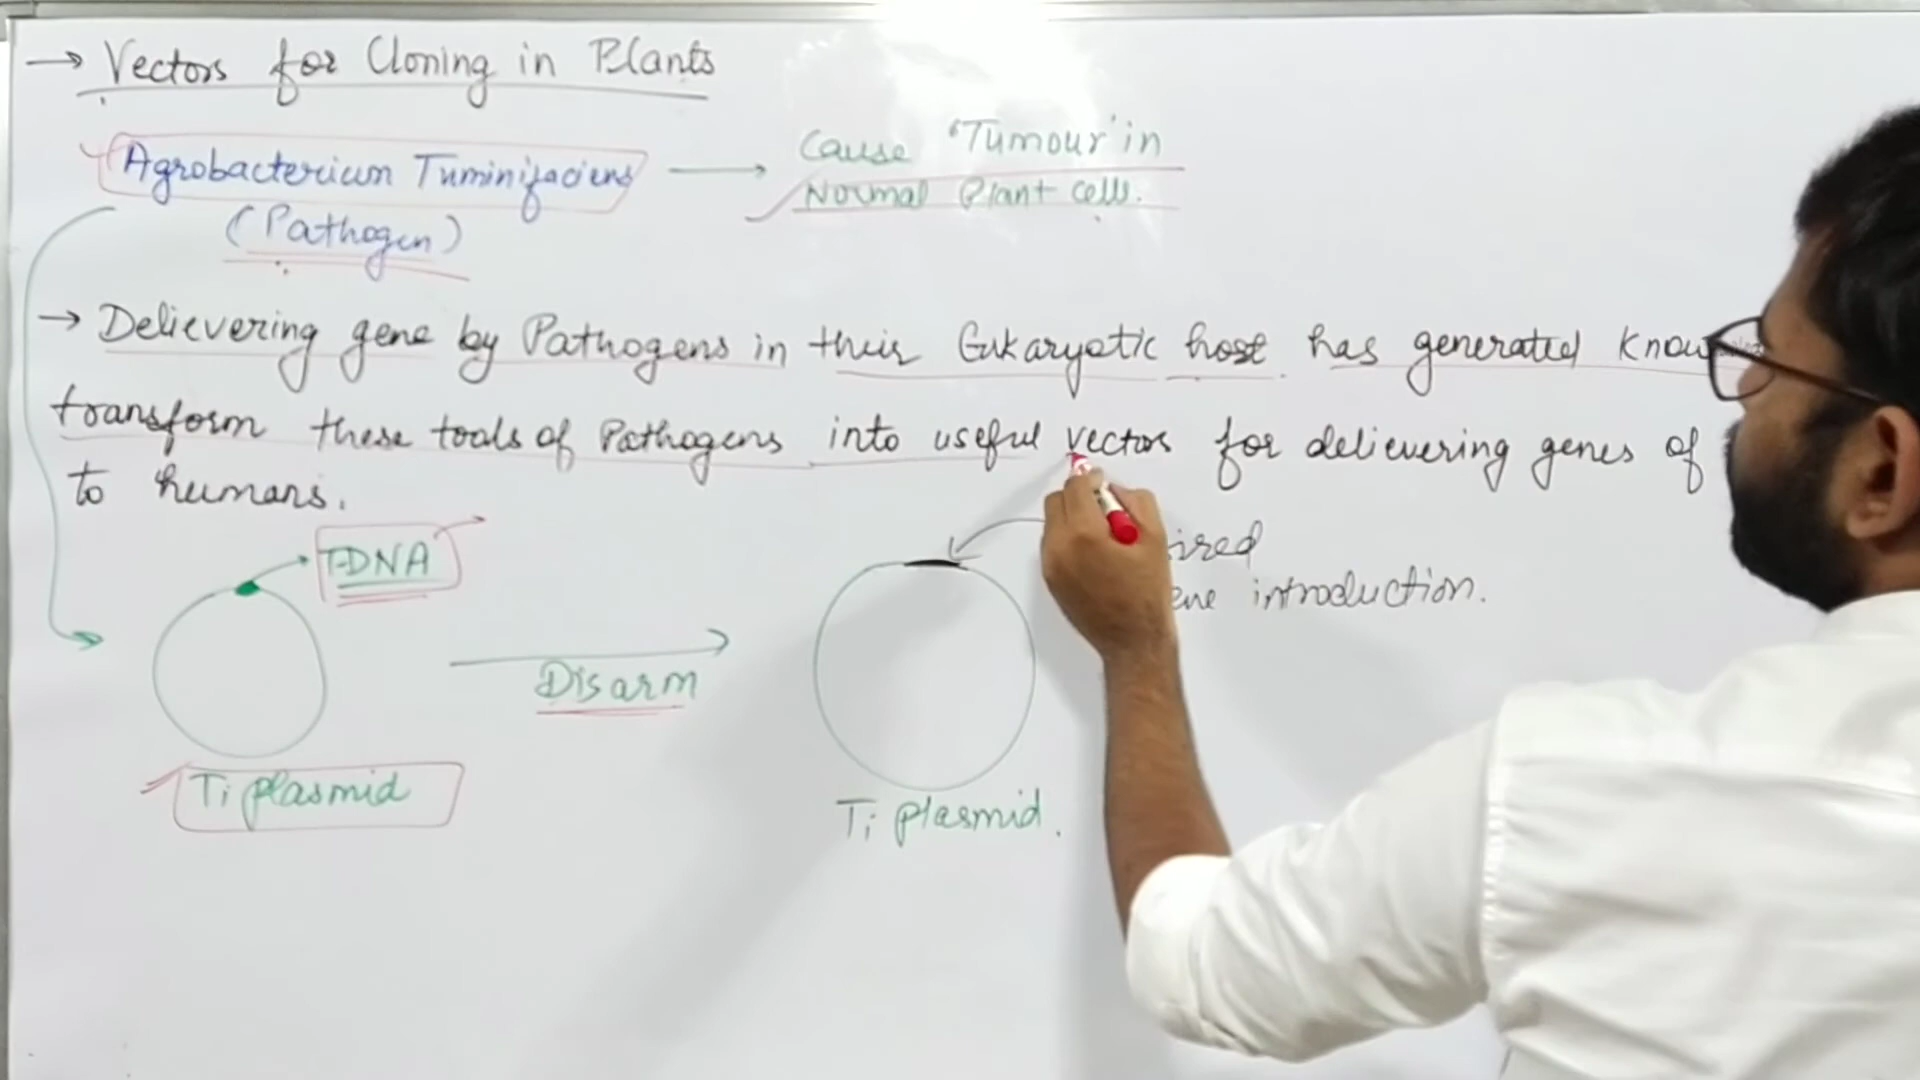 → Vectors for Cloning in Plants
Agrobacterium Tuminifaciens → Cause 'Tumour' in
Normal Plant cells.
(Pathogen)
→ Delievering gene by Pathogens in their Eukaryotic host has generated
transform these tools of Pathogens into useful vectors for delievering genes of
to humans.
T-DNA
gene introduction.
Disarm
Ti plasmid
Ti plasmid.